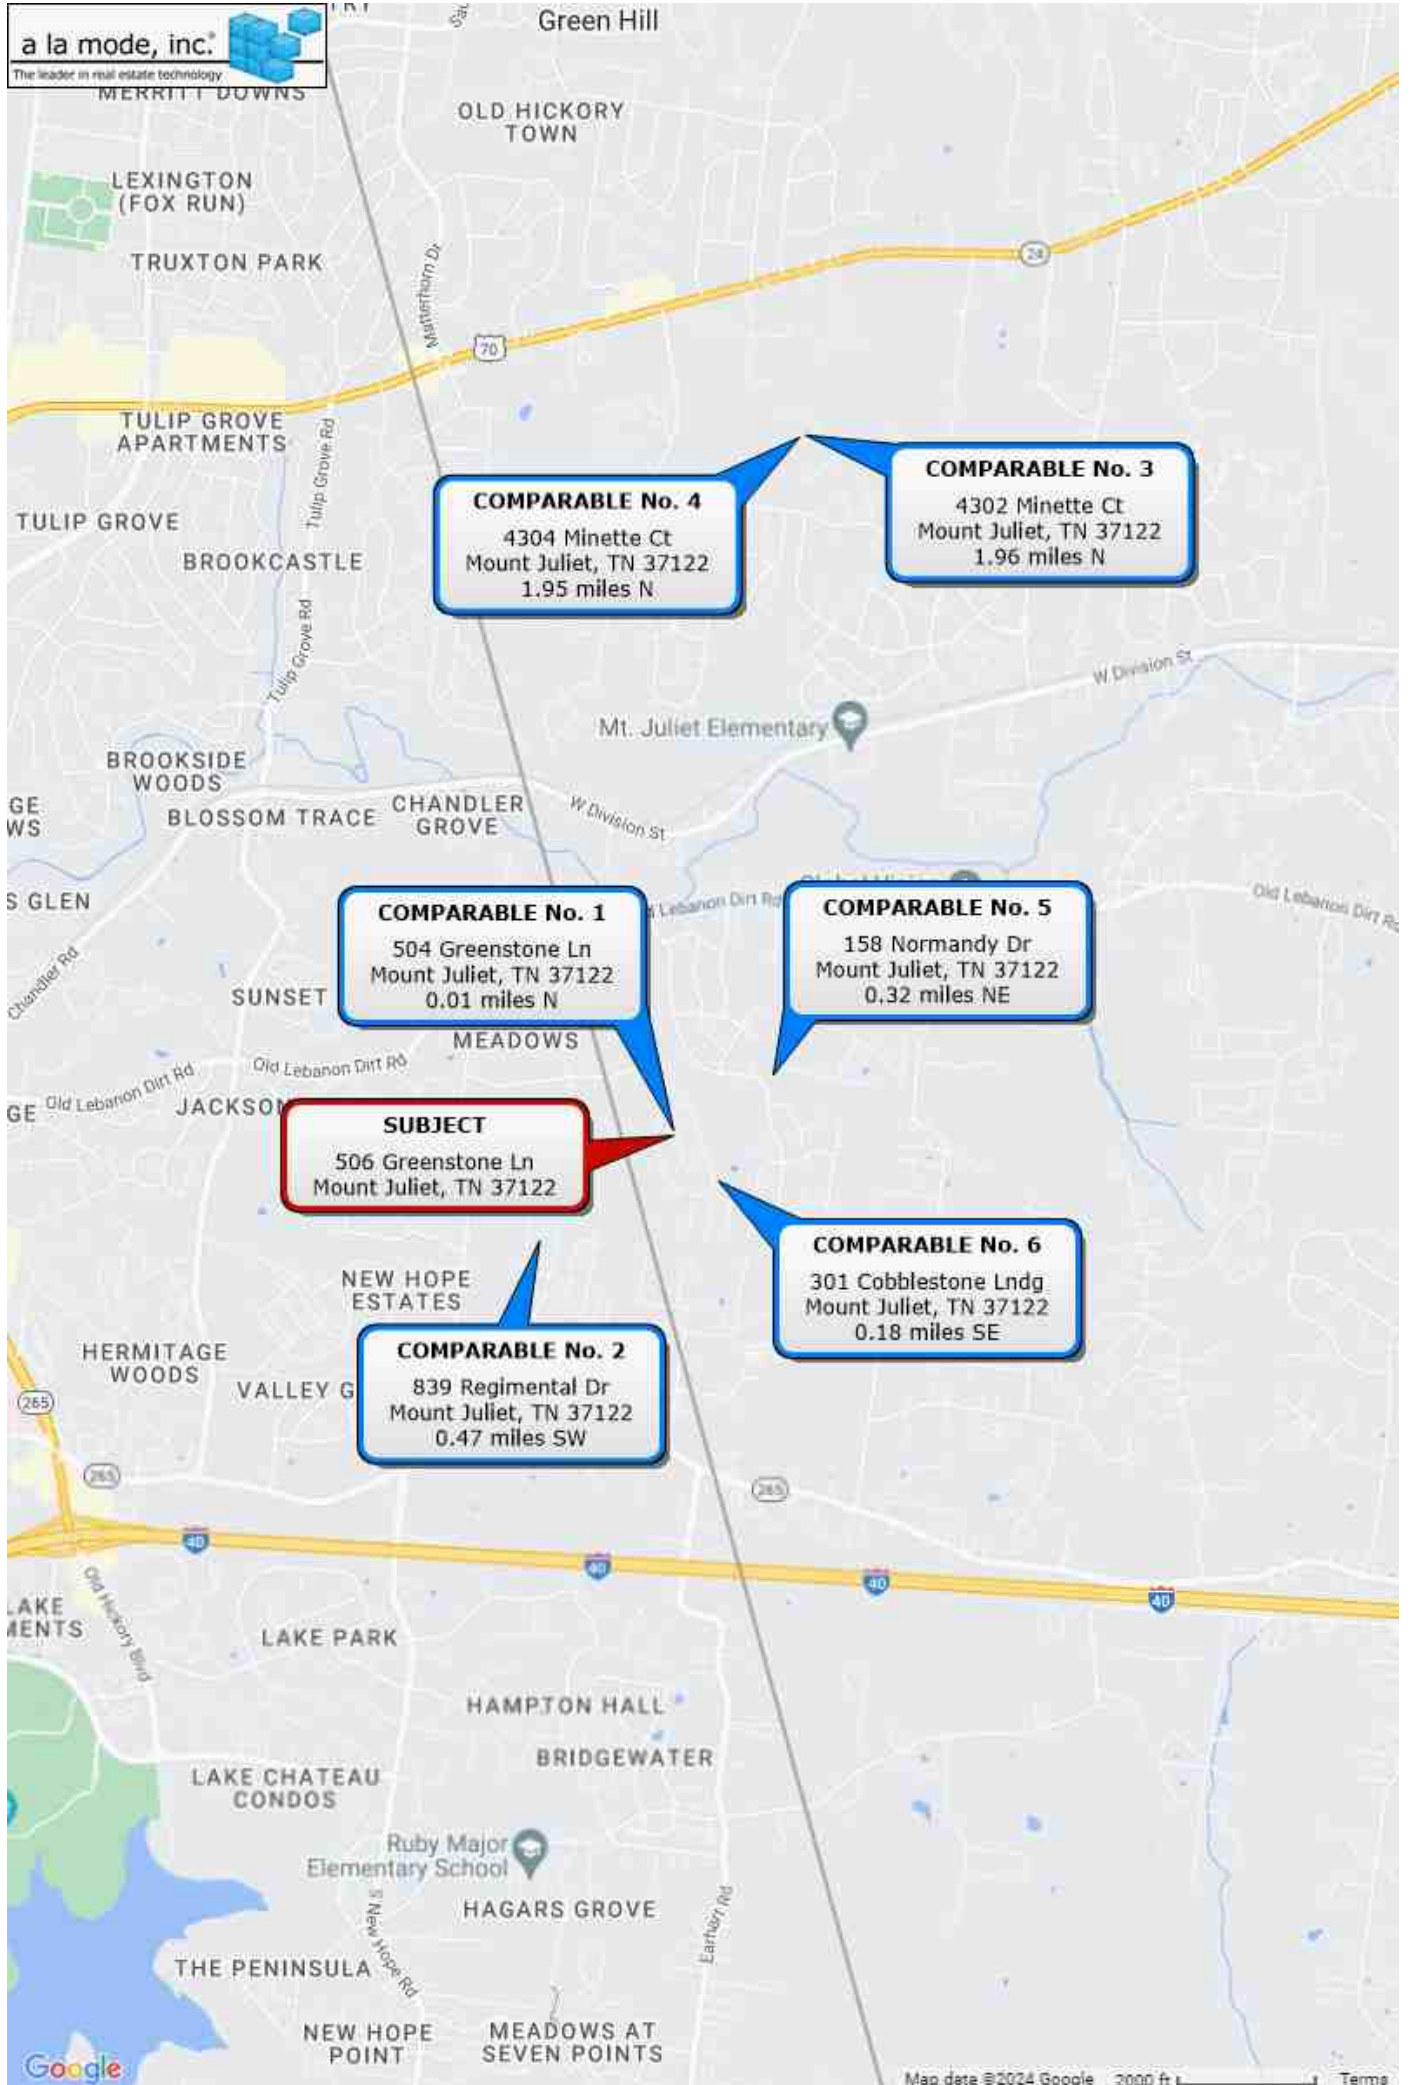 a la mode, inc.®
The leader in real estate technology
Green Hill
MERRITT DOWNS
OLD HICKORY
TOWN
LEXINGTON
(FOX RUN)
TRUXTON PARK
Matterhorn Dr
24
70
TULIP GROVE
APARTMENTS
Tulip Grove Rd
COMPARABLE No. 4
4304 Minette Ct
Mount Juliet, TN 37122
1.95 miles N
COMPARABLE No. 3
4302 Minette Ct
Mount Juliet, TN 37122
1.96 miles N
TULIP GROVE
BROOKCASTLE
Tulip Grove Rd
W Division St
Mt. Juliet Elementary
BROOKSIDE
WOODS
BLOSSOM TRACE
CHANDLER
GROVE
W Division St
GE
WS
S GLEN
Lebanon Dirt Rd
Old Lebanon Dirt Rd
COMPARABLE No. 1
504 Greenstone Ln
Mount Juliet, TN 37122
0.01 miles N
COMPARABLE No. 5
158 Normandy Dr
Mount Juliet, TN 37122
0.32 miles NE
Chandler Rd
SUNSET
MEADOWS
Old Lebanon Dirt Rd
Old Lebanon Dirt Rd
GE
JACKSON
SUBJECT
506 Greenstone Ln
Mount Juliet, TN 37122
COMPARABLE No. 6
301 Cobblestone Lndg
Mount Juliet, TN 37122
0.18 miles SE
NEW HOPE
ESTATES
COMPARABLE No. 2
839 Regimental Dr
Mount Juliet, TN 37122
0.47 miles SW
HERMITAGE
WOODS
VALLEY G
265
265
265
40
40
40
40
Old Hickory Blvd
LAKE
MENTS
LAKE PARK
HAMPTON HALL
BRIDGEWATER
LAKE CHATEAU
CONDOS
Ruby Major
Elementary School
HAGARS GROVE
S New Hope Rd
Earhart Rd
THE PENINSULA
NEW HOPE
POINT
MEADOWS AT
SEVEN POINTS
Google
Map data ©2024 Google
2000 ft
Terms